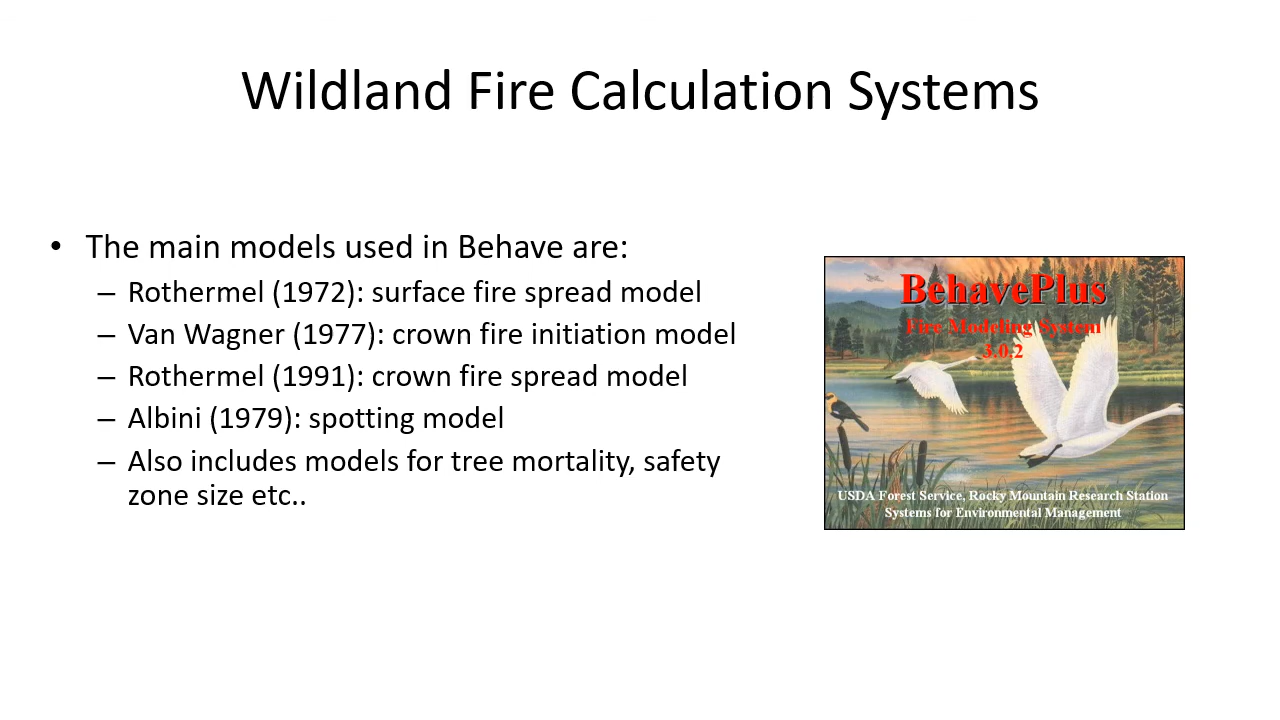 Wildland Fire Calculation Systems
• The main models used in Behave are:
– Rothermel (1972): surface fire spread model
– Van Wagner (1977): crown fire initiation model
– Rothermel (1991): crown fire spread model
– Albini (1979): spotting model
– Also includes models for tree mortality, safety
zone size etc..
BehavePlus
Fire Modeling System
3.0.2
USDA Forest Service, Rocky Mountain Research Station
Systems for Environmental Management